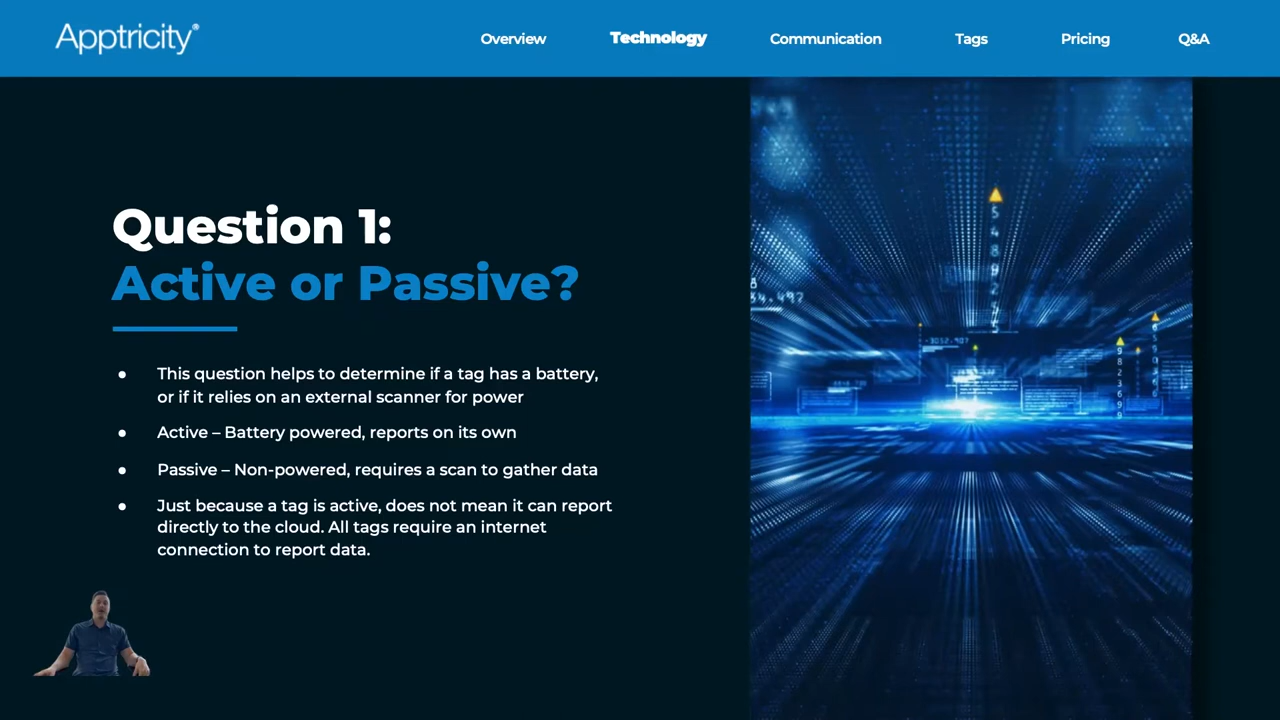 Apptricity®
Overview
Technology
Communication
Tags
Pricing
Q&A
Question 1:
Active or Passive?
● This question helps to determine if a tag has a battery,
or if it relies on an external scanner for power
● Active – Battery powered, reports on its own
● Passive – Non-powered, requires a scan to gather data
● Just because a tag is active, does not mean it can report
directly to the cloud. All tags require an internet
connection to report data.